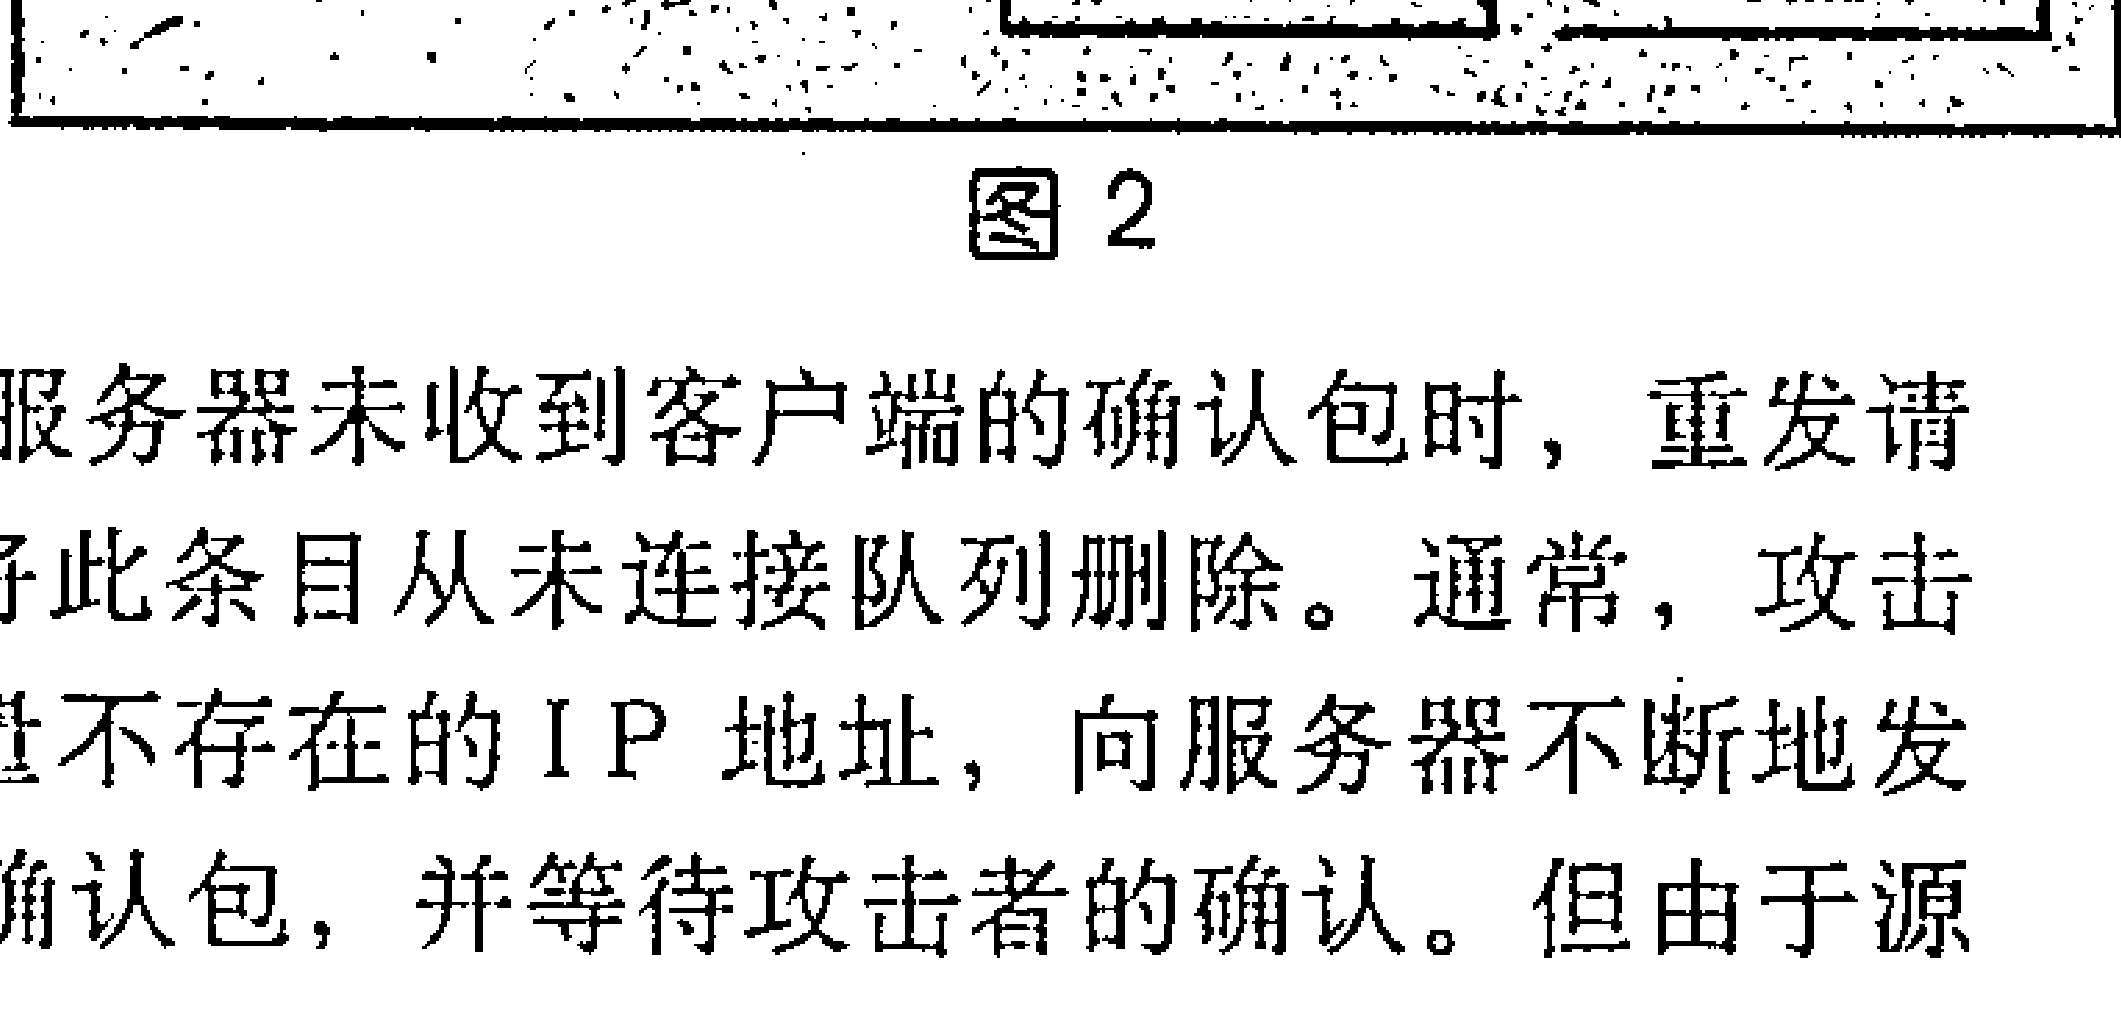 图 2
服务器未收到客户端的确认包时，重发请
此条目从未连接队列删除。通常，攻击
不存在的IP 地址，向服务器不断地发
确认包，并等待攻击者的确认。但由于源